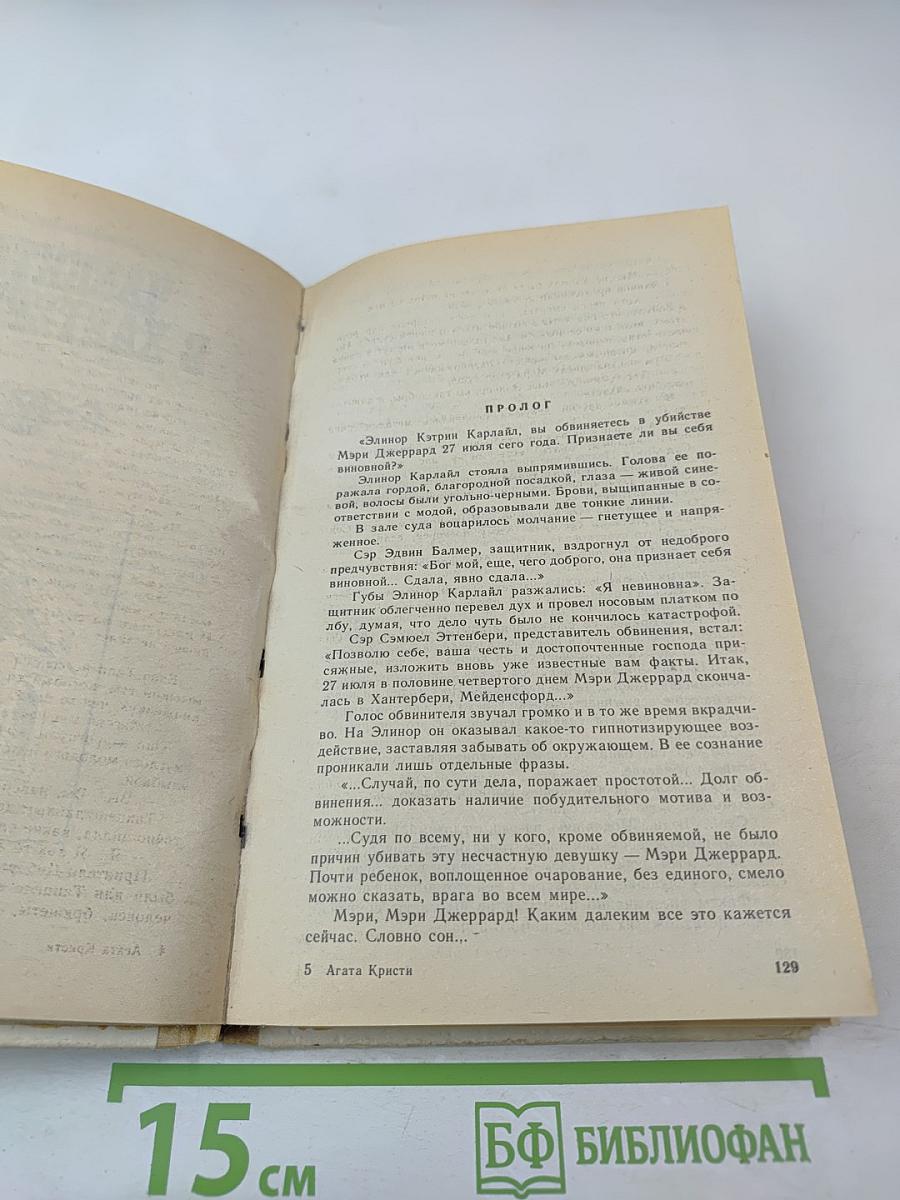 ПРОЛОГ
«Элинор Кэтрин Карлайл, вы обвиняетесь в убийстве
Мэри Джеррард 27 июля сего года. Признаете ли вы себя
виновной?»
Элинор Карлайл стояла выпрямившись. Голова ее по-
ражала гордой, благородной посадкой, глаза — живой сине-
вой, волосы были угольно-черными. Брови, выщипанные в со-
ответствии с модой, образовывали две тонкие линии.
В зале суда воцарилось молчание — гнетущее и напря-
женное.
Сэр Эдвин Балмер, защитник, вздрогнул от недоброго
предчувствия: «Бог мой, еще, чего доброго, она признает себя
виновной... Сдала, явно сдала...»
Губы Элинор Карлайл разжались: «Я невиновна». За-
щитник облегченно перевел дух и провел носовым платком по
лбу, думая, что дело чуть было не кончилось катастрофой.
Сэр Сэмюел Эттенбери, представитель обвинения, встал:
«Позволю себе, ваша честь и достопочтенные господа при-
сяжные, изложить вновь уже известные вам факты. Итак,
27 июля в половине четвертого днем Мэри Джеррард сконча-
лась в Хантербери, Мейденсфорд...»
Голос обвинителя звучал громко и в то же время вкрадчи-
во. На Элинор он оказывал какое-то гипнотизирующее воз-
действие, заставляя забывать об окружающем. В ее сознание
проникали лишь отдельные фразы.
«...Случай, по сути дела, поражает простотой... Долг об-
винения... доказать наличие побудительного мотива и воз-
можности.
...Судя по всему, ни у кого, кроме обвиняемой, не было
причин убивать эту несчастную девушку — Мэри Джеррард.
Почти ребенок, воплощенное очарование, без единого, смело
можно сказать, врага во всем мире...»
Мэри, Мэри Джеррард! Каким далеким все это кажется
сейчас. Словно сон...
5 Агата Кристи
129
15 см
БФ БИБЛИОФАН